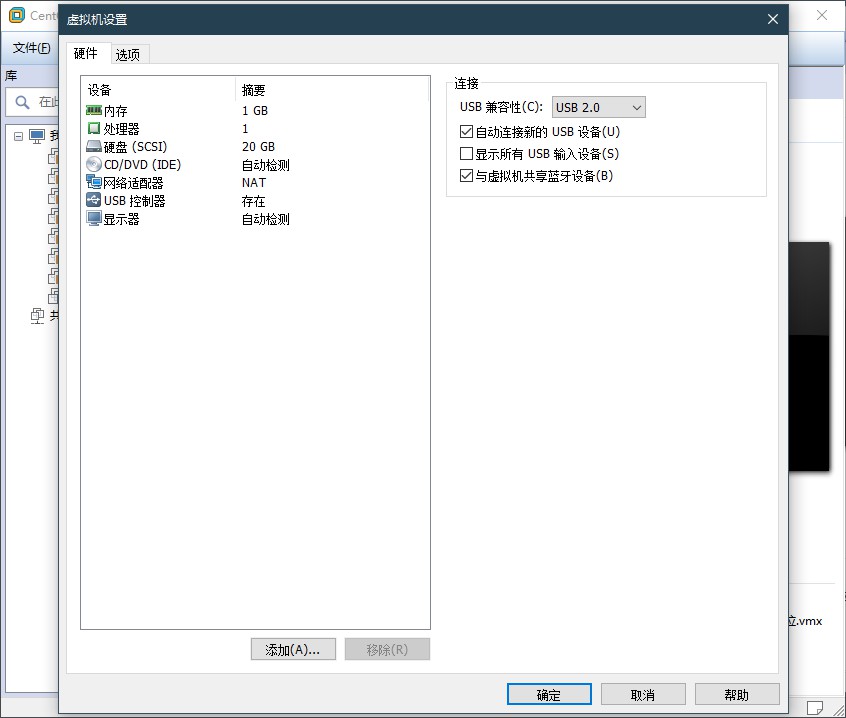 Cent
虚拟机设置
文件(F)
硬件
选项
库
在此
我
共
设备
摘要
内存
1 GB
处理器
1
硬盘 (SCSI)
20 GB
CD/DVD (IDE)
自动检测
网络适配器
NAT
USB 控制器
存在
显示器
自动检测
连接
USB 兼容性(C):
USB 2.0
自动连接新的 USB 设备(U)
显示所有 USB 输入设备(S)
与虚拟机共享蓝牙设备(B)
位.vmx
添加(A)...
移除(R)
确定
取消
帮助